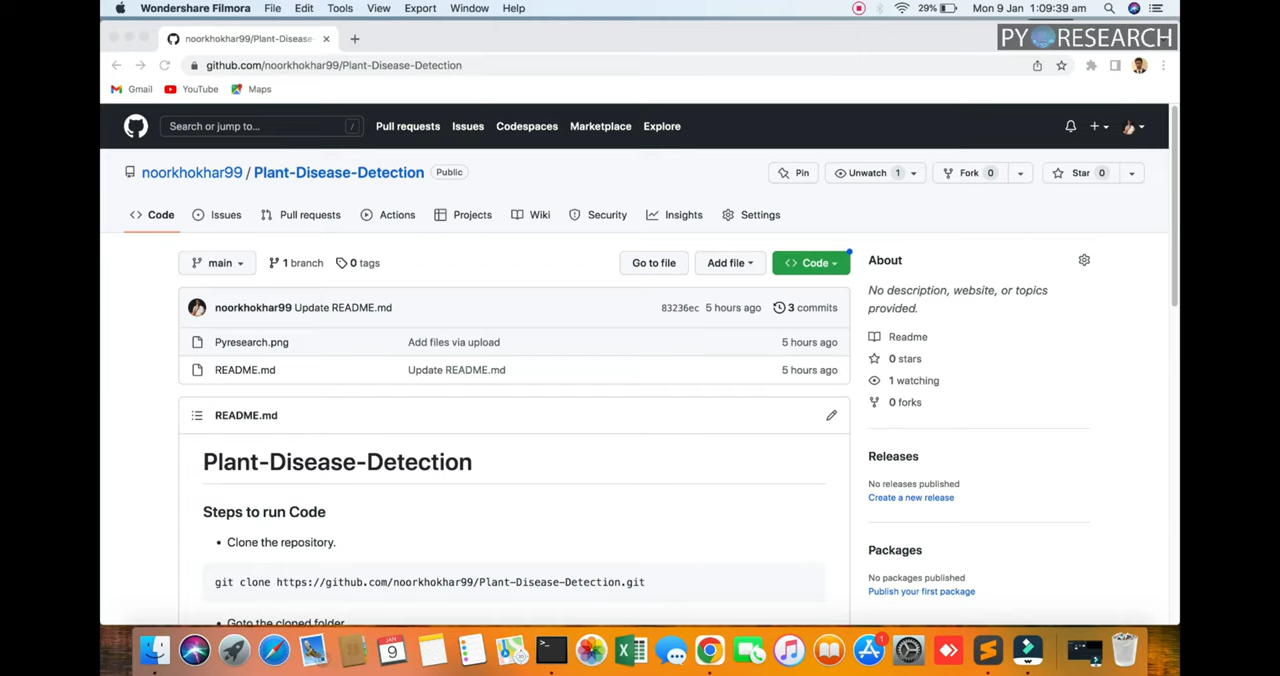 Wondershare Filmora File Edit Tools View Export Window Help 29% Mon 9 Jan 1:09:39 am
noorkhokhar99/Plant-Disease-
PYRESEARCH
github.com/noorkhokhar99/Plant-Disease-Detection
Gmail YouTube Maps
Search or jump to... / Pull requests Issues Codespaces Marketplace Explore
noorkhokhar99 / Plant-Disease-Detection Public Pin Unwatch 1 Fork 0 Star 0
Code Issues Pull requests Actions Projects Wiki Security Insights Settings
main 1 branch 0 tags Go to file Add file Code
noorkhokhar99 Update README.md 83236ec 5 hours ago 3 commits
Pyresearch.png Add files via upload 5 hours ago
README.md Update README.md 5 hours ago
README.md
Plant-Disease-Detection
Steps to run Code
• Clone the repository.
git clone https://github.com/noorkhokhar99/Plant-Disease-Detection.git
• Goto the cloned folder
About
No description, website, or topics
provided.
Readme
0 stars
1 watching
0 forks
Releases
No releases published
Create a new release
Packages
No packages published
Publish your first package
JAN
9
1